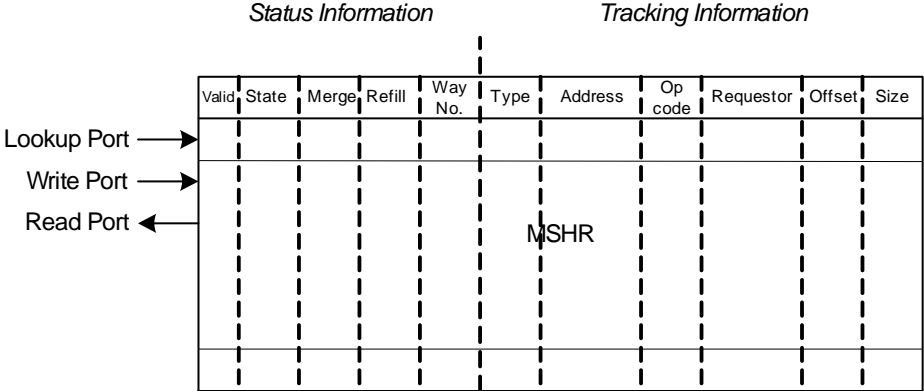 Status Information Tracking Information
Valid State Merge Refill Way No. Type Address Op code Requestor Offset Size
Lookup Port
Write Port
Read Port
MSHR